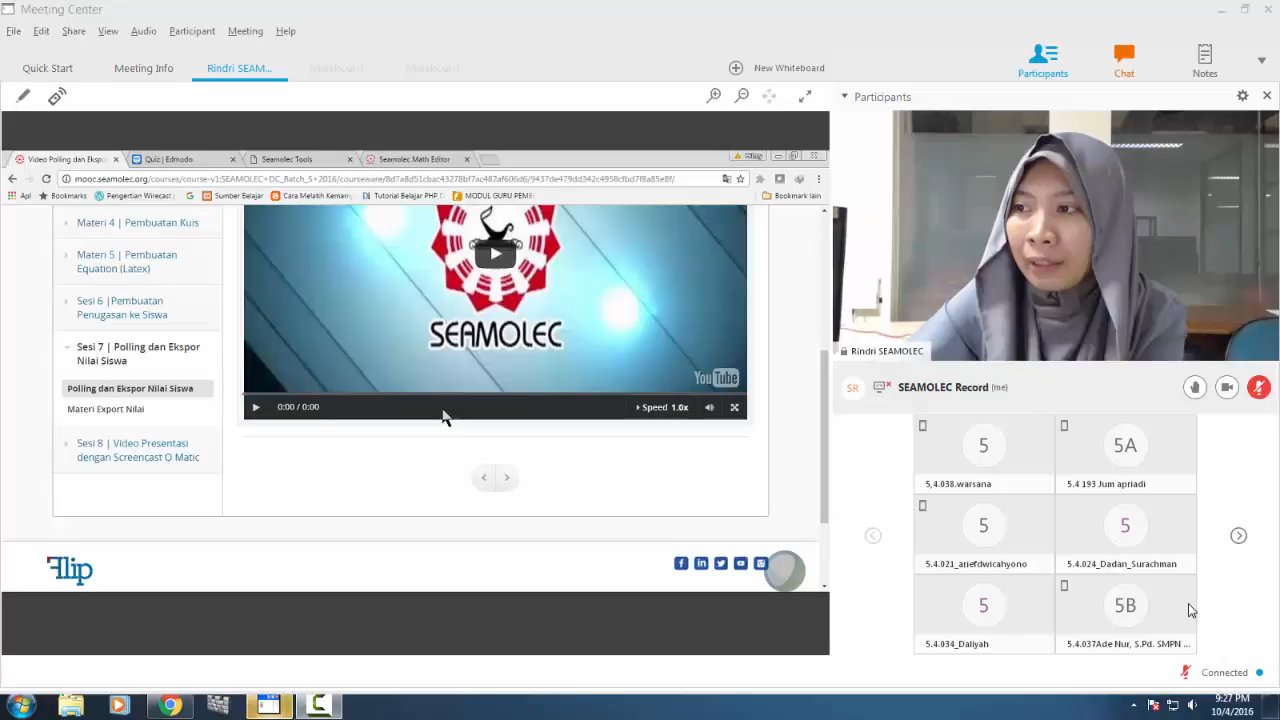 Meeting Center
File Edit Share View Audio Participant Meeting Help
Quick Start Meeting Info Rindri SEAM... Whiteboard Whiteboard New Whiteboard
Participants Chat Notes
Participants
Video Polling dan Ekspo Quiz | Edmodo Seamolec Tools Seamolec Math Editor
Apl Bookmarks Pengertian Wirecast Sumber Belajar Cara Melatih Keman Tutorial Belajar PHP MODUL GURU PEMB Bookmark lain
Materi 4 | Pembuatan Kuis
Materi 5 | Pembuatan
Equation (Latex)
Sesi 6 |Pembuatan
Penugasan ke Siswa
Sesi 7 | Polling dan Ekspor
Nilai Siswa
Polling dan Ekspor Nilai Siswa
Materi Export Nilai
Sesi 8 | Video Presentasi
dengan Screencast O Matic
SEAMOLEC
YouTube
0:00 / 0:00 Speed 1.0x
Flip
Rindri SEAMOLEC
SR SEAMOLEC Record (me)
5 5A
5,4.038.warsana 5.4 193 Jum apriadi
5 5
5.4.021_ariefdwicahyono 5.4.024_Dadan_Surachman
5 5B
5.4.034_Daliyah 5.4.037Ade Nur, S.Pd. SMPN ...
Connected
9:27 PM
10/4/2016